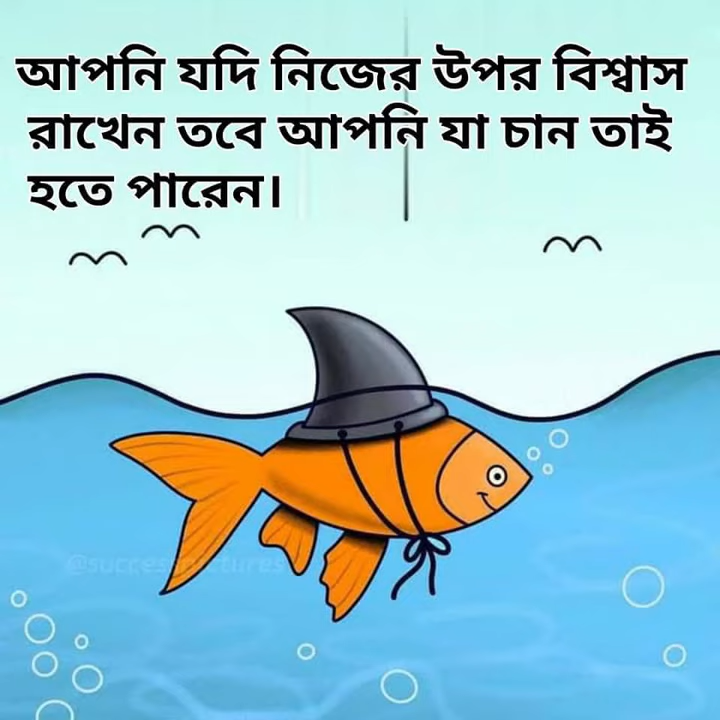 আপনি যদি নিজের উপর বিশ্বাস
রাখেন তবে আপনি যা চান তাই
হতে পারেন।